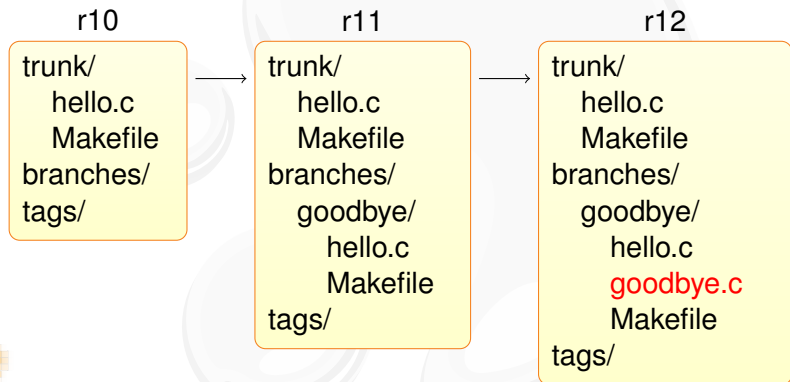 r10
trunk/
hello.c
Makefile
branches/
tags/
r11
trunk/
hello.c
Makefile
branches/
goodbye/
hello.c
Makefile
tags/
r12
trunk/
hello.c
Makefile
branches/
goodbye/
hello.c
goodbye.c
Makefile
tags/